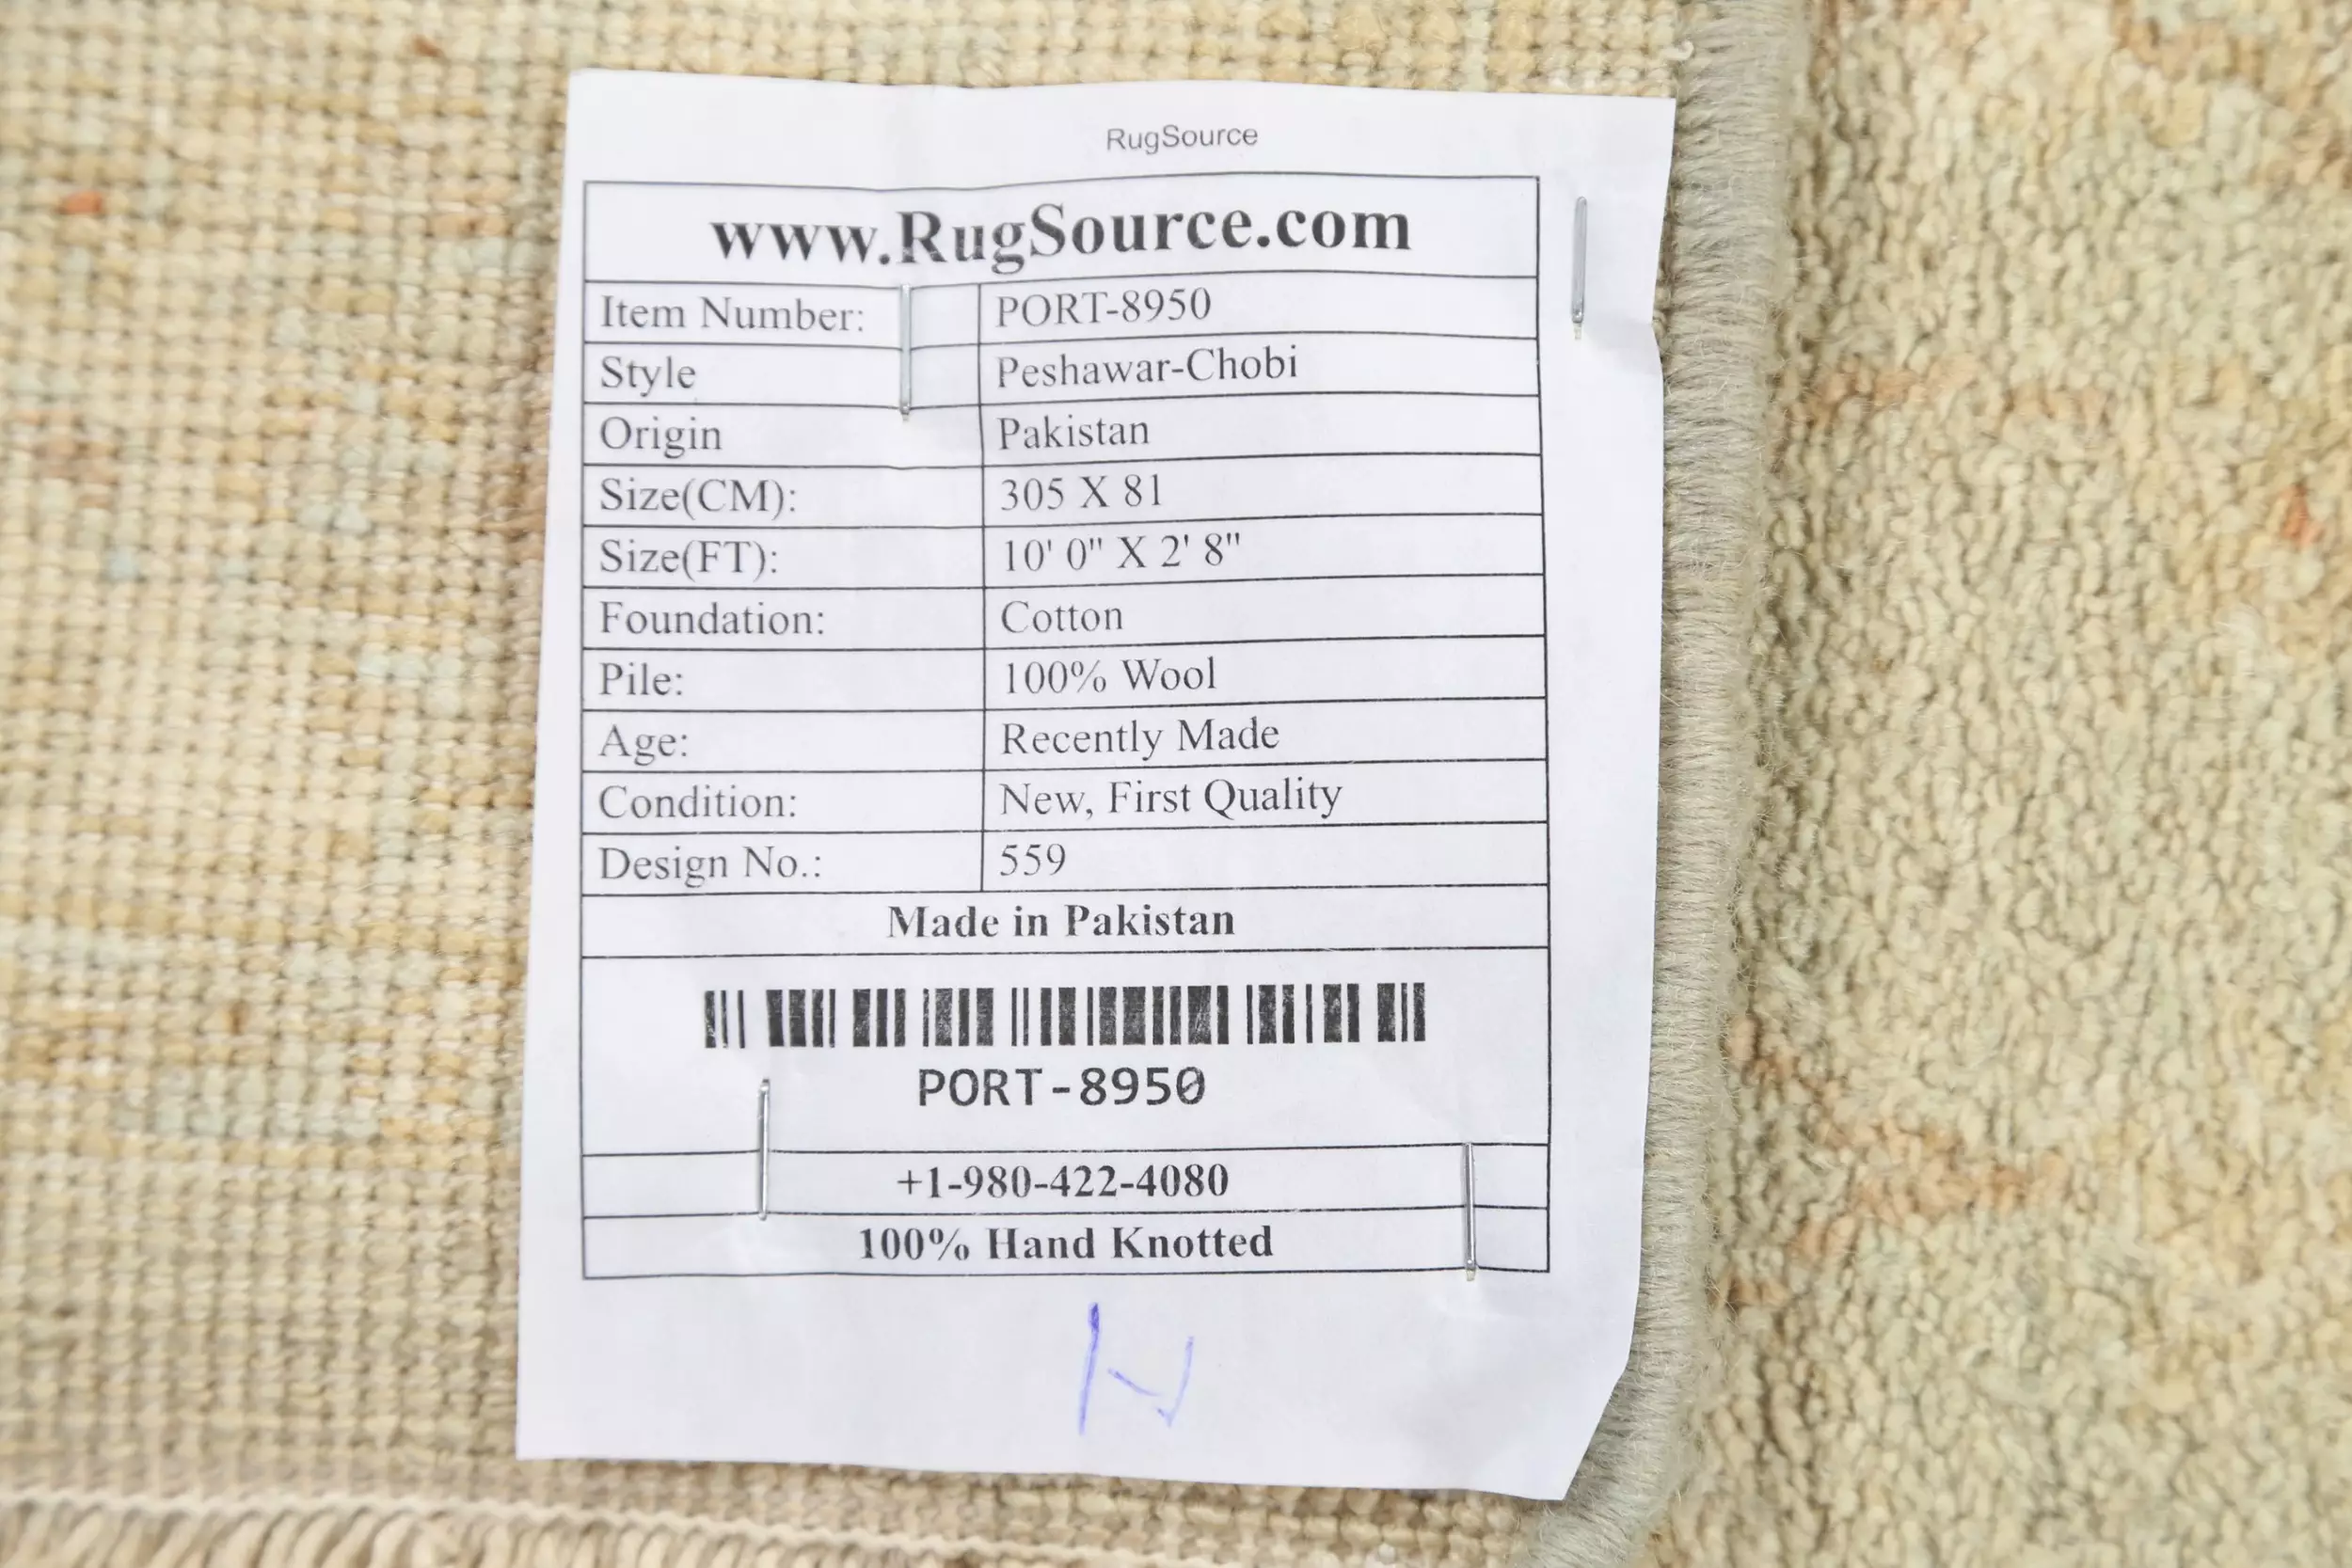 RugSource
www.RugSource.com
Item Number: PORT-8950
Style Peshawar-Chobi
Origin Pakistan
Size(CM): 305 X 81
Size(FT): 10' 0" X 2' 8"
Foundation: Cotton
Pile: 100% Wool
Age: Recently Made
Condition: New, First Quality
Design No.: 559
Made in Pakistan
PORT-8950
+1-980-422-4080
100% Hand Knotted